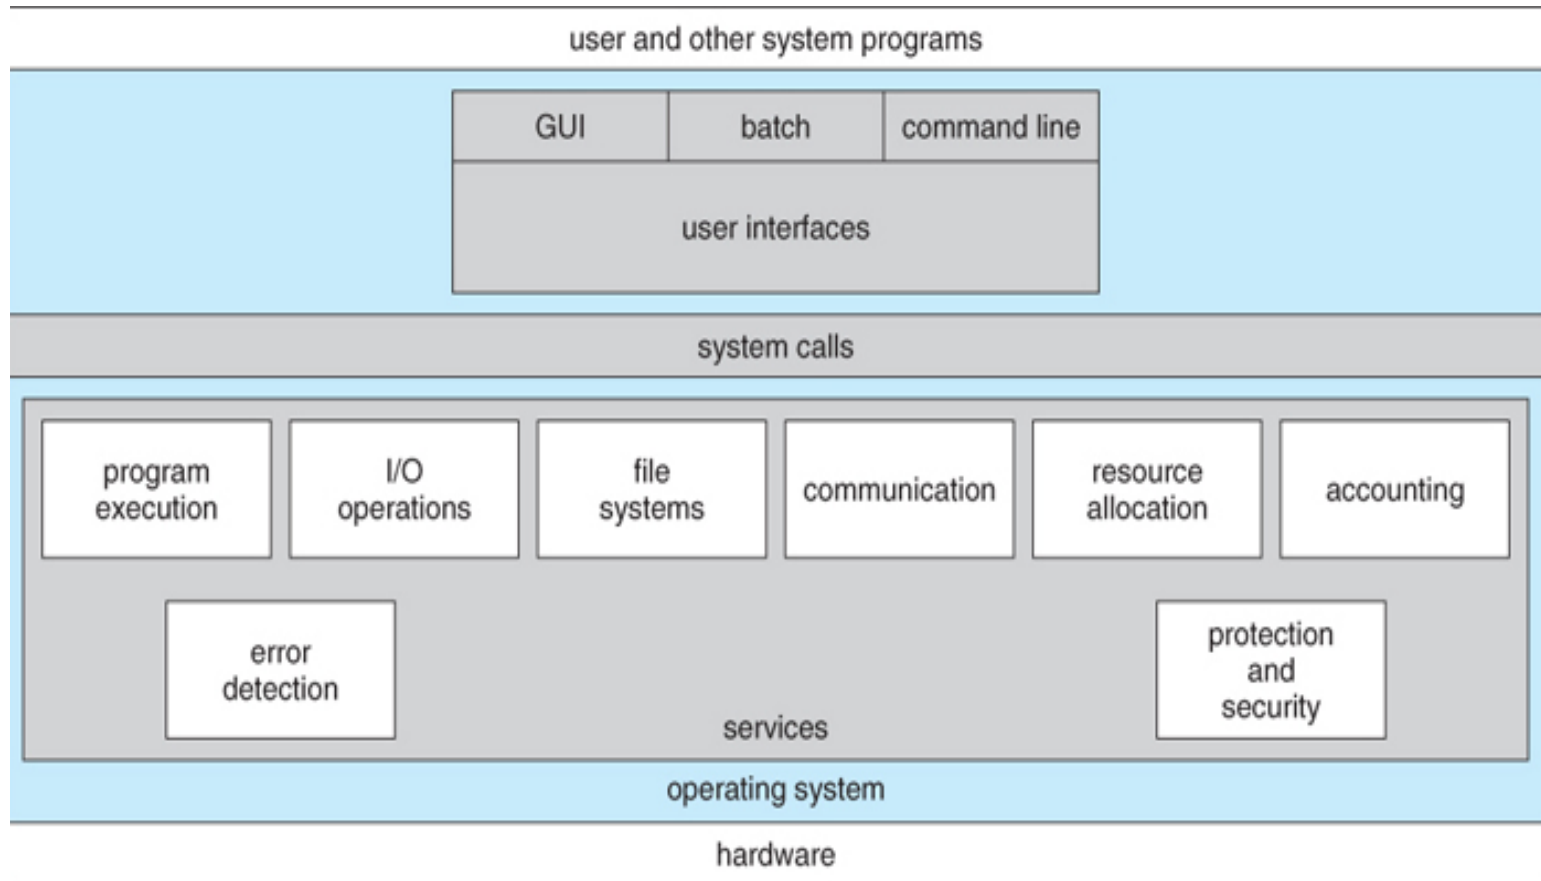 user and other system programs
GUI
batch
command line
user interfaces
system calls
program
execution
I/O
operations
file
systems
communication
resource
allocation
accounting
error
detection
protection
and
security
services
operating system
hardware